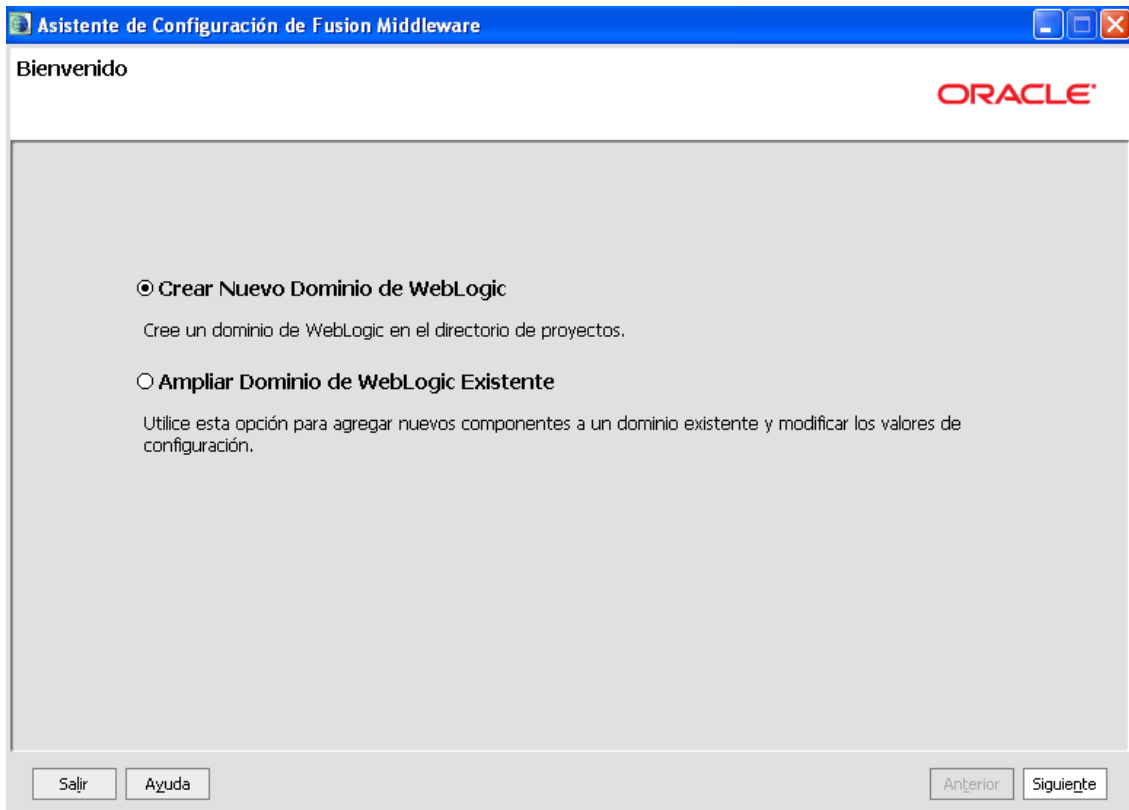 Asistente de Configuración de Fusion Middleware
Bienvenido
ORACLE
Crear Nuevo Dominio de WebLogic
Cree un dominio de WebLogic en el directorio de proyectos.
Ampliar Dominio de WebLogic Existente
Utilice esta opción para agregar nuevos componentes a un dominio existente y modificar los valores de
configuración.
Salir
Ayuda
Anterior
Siguiente